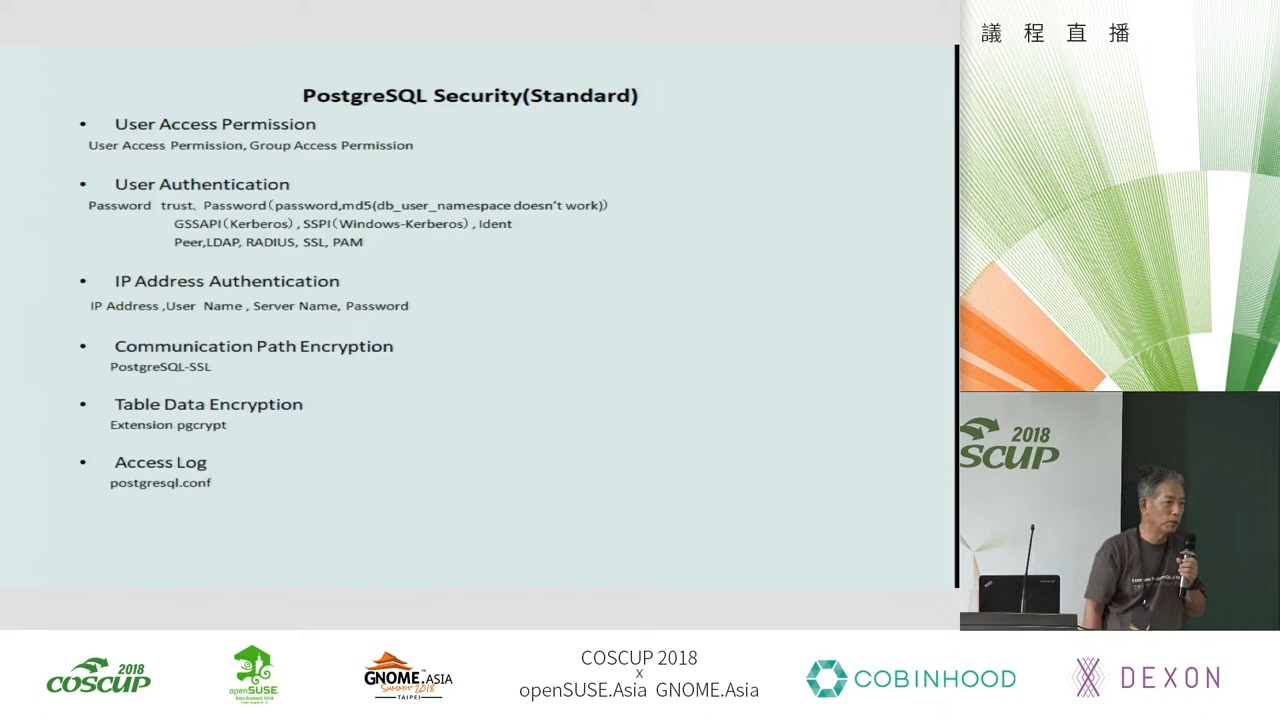 PostgreSQL Security(Standard)
• User Access Permission
User Access Permission, Group Access Permission
• User Authentication
Password trust、Password（password,md5(db_user_namespace doesn't work)）
GSSAPI（Kerberos）, SSPI（Windows-Kerberos）, Ident
Peer,LDAP, RADIUS, SSL, PAM
• IP Address Authentication
IP Address ,User Name , Server Name, Password
• Communication Path Encryption
PostgreSQL-SSL
• Table Data Encryption
Extension pgcrypt
• Access Log
postgresql.conf
議程直播
2018
SCUP
2018
COSCUP
openSUSE
GNOME.ASIA
SUMMIT 2018
TAIPEI
COSCUP 2018
x
openSUSE.Asia GNOME.Asia
COBINHOOD
DEXON